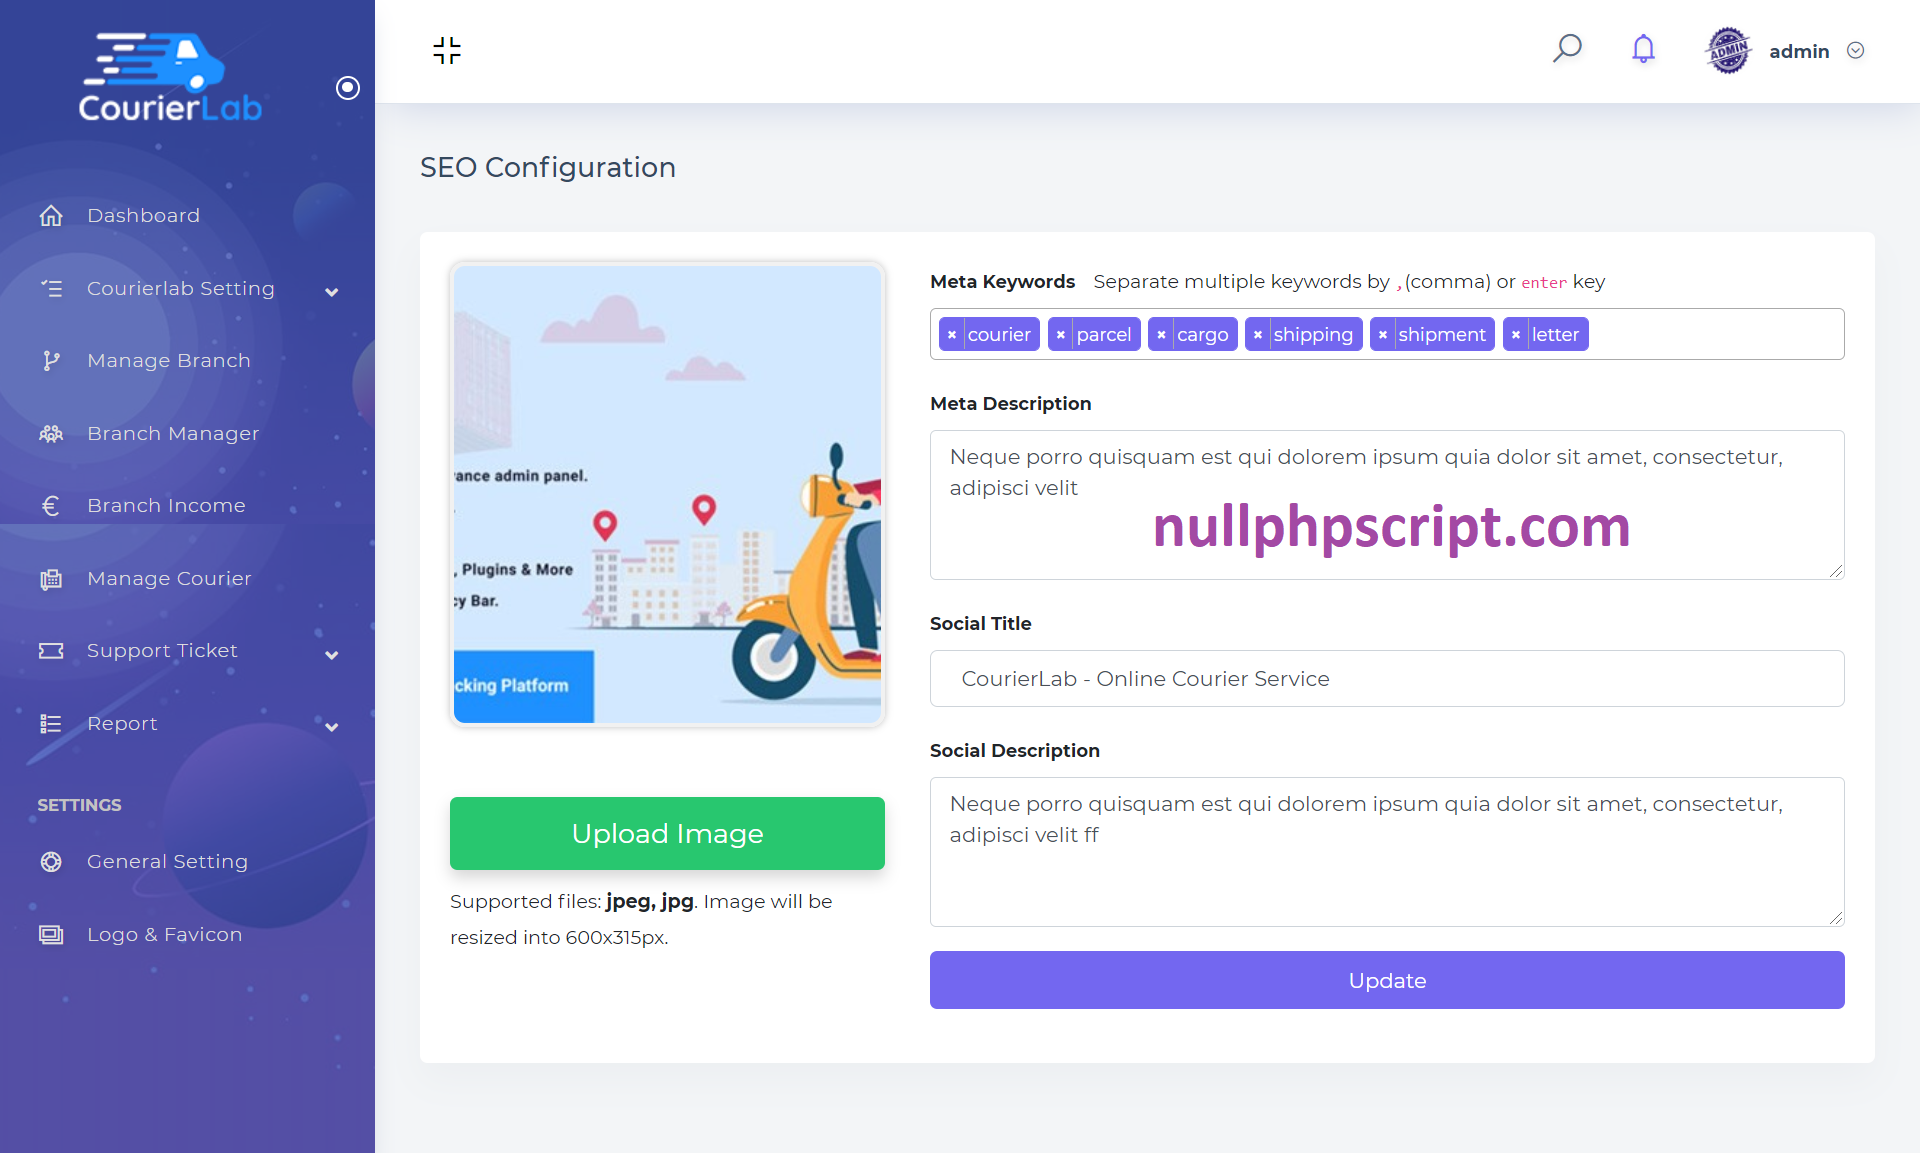 CourierLab
Dashboard
Courierlab Setting
Manage Branch
Branch Manager
Branch Income
Manage Courier
Support Ticket
Report
SETTINGS
General Setting
Logo & Favicon
ADMIN
admin
SEO Configuration
ance admin panel.
, Plugins & More
cy Bar.
cking Platform
Upload Image
Supported files: jpeg, jpg. Image will be
resized into 600x315px.
Meta Keywords Separate multiple keywords by ,(comma) or enter key
× courier × parcel × cargo × shipping × shipment × letter
Meta Description
Neque porro quisquam est qui dolorem ipsum quia dolor sit amet, consectetur,
adipisci velit
nullphpscript.com
Social Title
CourierLab - Online Courier Service
Social Description
Neque porro quisquam est qui dolorem ipsum quia dolor sit amet, consectetur,
adipisci velit ff
Update